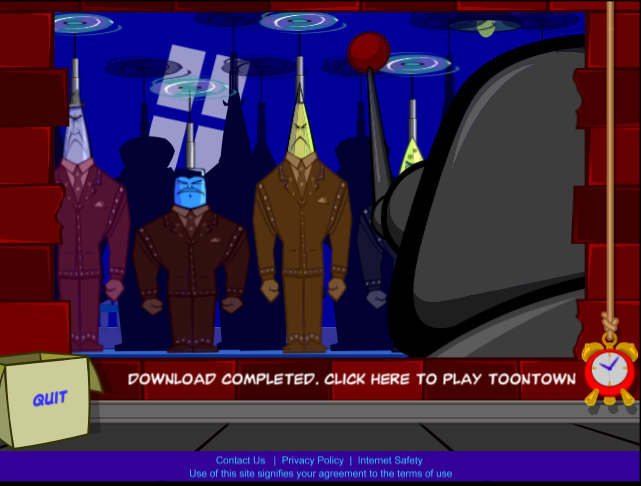 DOWNLOAD COMPLETED. CLICK HERE TO PLAY TOONTOWN
QUIT
Contact Us | Privacy Policy | Internet Safety
Use of this site signifies your agreement to the terms of use